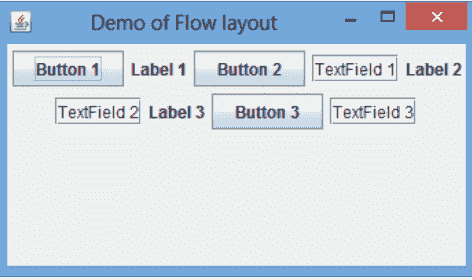 Demo of Flow layout
Button 1 Label 1 Button 2 TextField 1 Label 2
TextField 2 Label 3 Button 3 TextField 3